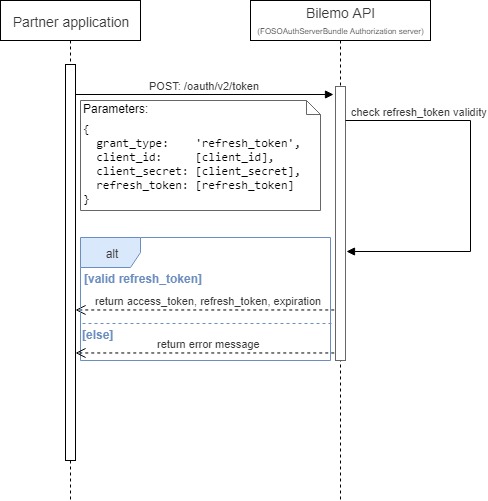 Partner application
Bilemo API
(FOSOAuthServerBundle Authorization server)
POST: /oauth/v2/token
check refresh_token validity
Parameters:
{
  grant_type:    'refresh_token',
  client_id:     [client_id],
  client_secret: [client_secret],
  refresh_token: [refresh_token]
}
alt
[valid refresh_token]
return access_token, refresh_token, expiration
[else]
return error message